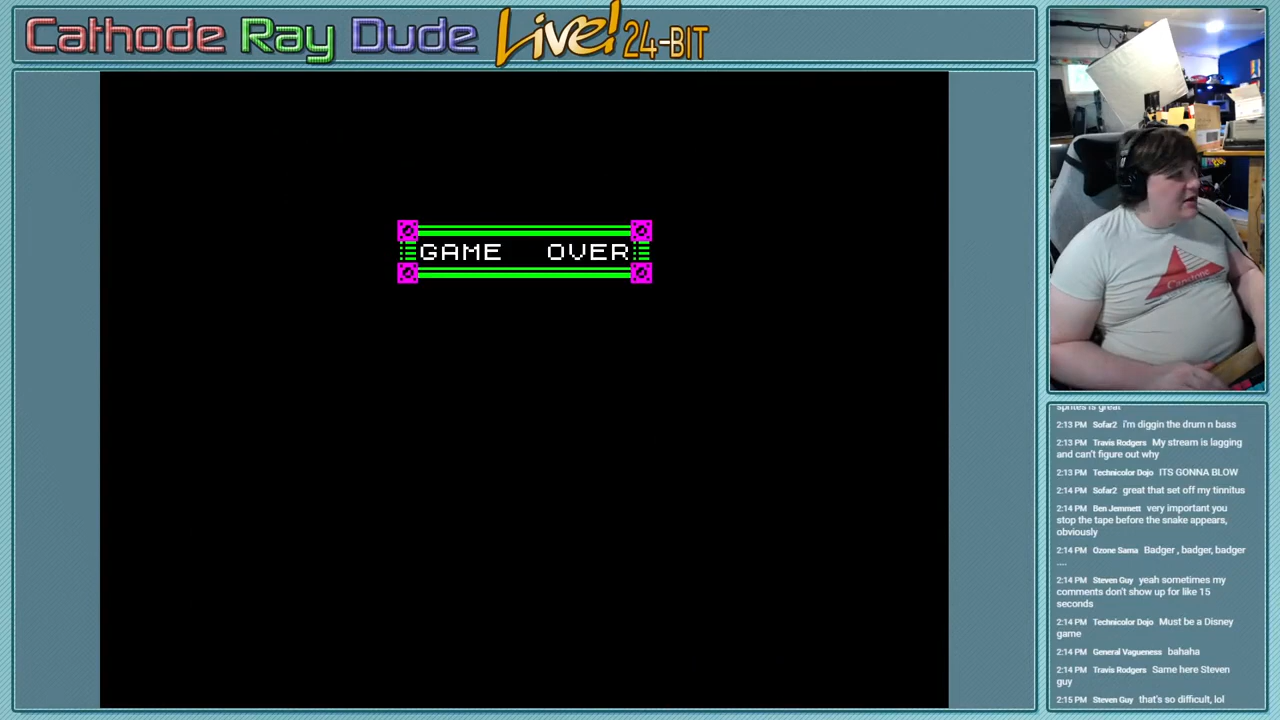 Cathode Ray Dude Live! 24-BIT
GAME OVER
Capstone
sprites is great
2:13 PM Sofar2 i'm diggin the drum n bass
2:13 PM Travis Rodgers My stream is lagging
and can't figure out why
2:13 PM Technicolor Dojo ITS GONNA BLOW
2:14 PM Sofar2 great that set off my tinnitus
2:14 PM Ben Jemmett very important you
stop the tape before the snake appears,
obviously
2:14 PM Ozone Sama Badger , badger, badger
....
2:14 PM Steven Guy yeah sometimes my
comments don't show up for like 15
seconds
2:14 PM Technicolor Dojo Must be a Disney
game
2:14 PM General Vagueness bahaha
2:14 PM Travis Rodgers Same here Steven
guy
2:15 PM Steven Guy that's so difficult, lol